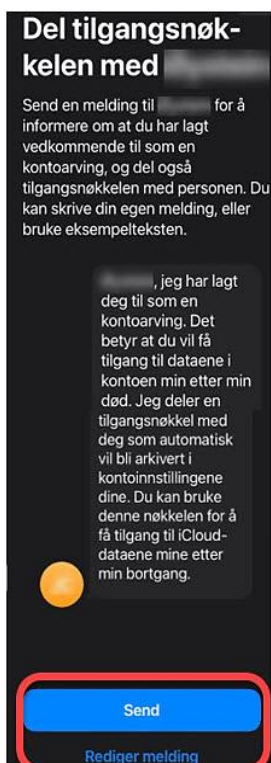 Del tilgangsnøk-
kelen med
Send en melding til for å
informere om at du har lagt
vedkommende til som en
kontoarving, og del også
tilgangsnøkkelen med personen. Du
kan skrive din egen melding, eller
bruke eksempelteksten.
, jeg har lagt
deg til som en
kontoarving. Det
betyr at du vil få
tilgang til dataene i
kontoen min etter min
død. Jeg deler en
tilgangsnøkkel med
deg som automatisk
vil bli arkivert i
kontoinnstillingene
dine. Du kan bruke
denne nøkkelen for å
få tilgang til iCloud-
dataene mine etter
min bortgang.
Send
Rediger melding